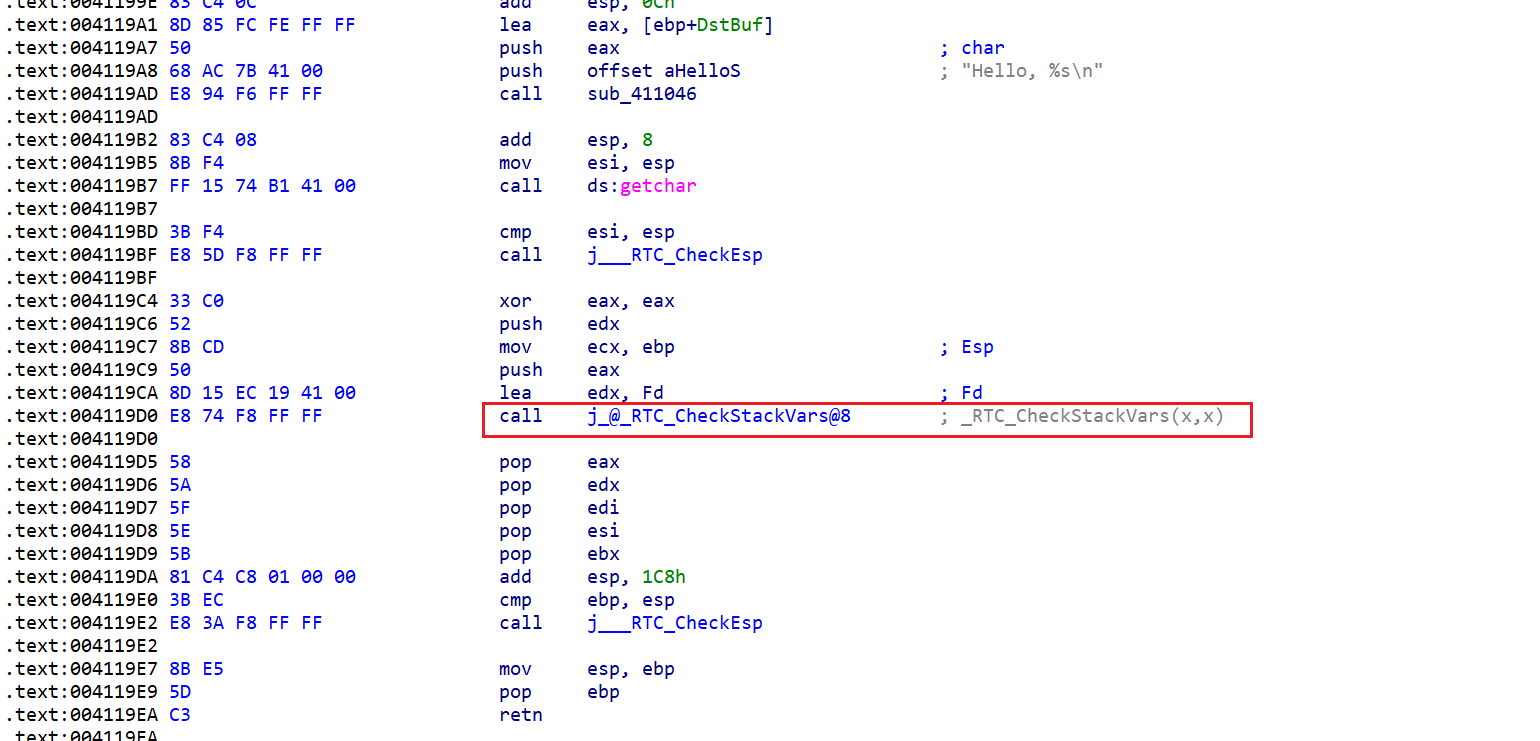 .text:0041199E 83 C4 0C add esp, 0Ch
.text:004119A1 8D 85 FC FE FF FF lea eax, [ebp+DstBuf]
.text:004119A7 50 push eax ; char
.text:004119A8 68 AC 7B 41 00 push offset aHelloS ; "Hello, %s\n"
.text:004119AD E8 94 F6 FF FF call sub_411046
.text:004119AD
.text:004119B2 83 C4 08 add esp, 8
.text:004119B5 8B F4 mov esi, esp
.text:004119B7 FF 15 74 B1 41 00 call ds:getchar
.text:004119B7
.text:004119BD 3B F4 cmp esi, esp
.text:004119BF E8 5D F8 FF FF call j___RTC_CheckEsp
.text:004119BF
.text:004119C4 33 C0 xor eax, eax
.text:004119C6 52 push edx
.text:004119C7 8B CD mov ecx, ebp ; Esp
.text:004119C9 50 push eax
.text:004119CA 8D 15 EC 19 41 00 lea edx, Fd ; Fd
.text:004119D0 E8 74 F8 FF FF call j_@_RTC_CheckStackVars@8 ; _RTC_CheckStackVars(x,x)
.text:004119D0
.text:004119D5 58 pop eax
.text:004119D6 5A pop edx
.text:004119D7 5F pop edi
.text:004119D8 5E pop esi
.text:004119D9 5B pop ebx
.text:004119DA 81 C4 C8 01 00 00 add esp, 1C8h
.text:004119E0 3B EC cmp ebp, esp
.text:004119E2 E8 3A F8 FF FF call j___RTC_CheckEsp
.text:004119E2
.text:004119E7 8B E5 mov esp, ebp
.text:004119E9 5D pop ebp
.text:004119EA C3 retn
.text:004119EA